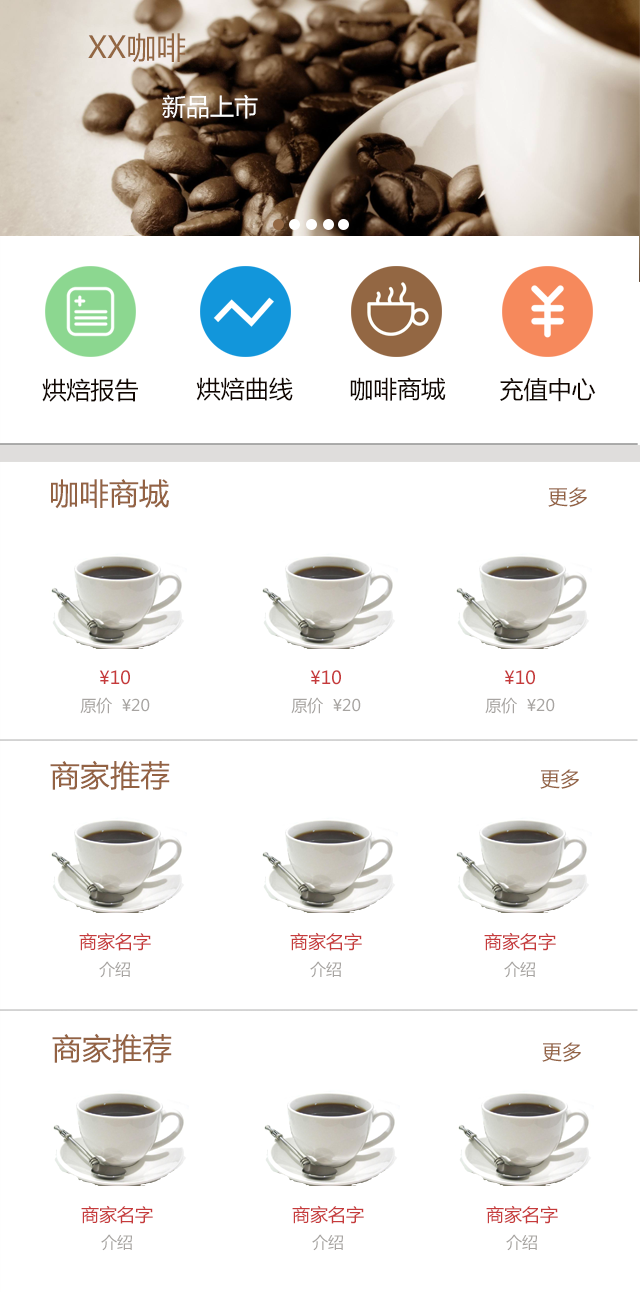 XX咖啡
新品上市
烘焙报告 烘焙曲线 咖啡商城 充值中心
咖啡商城 更多
¥10 ¥10 ¥10
原价 ¥20 原价 ¥20 原价 ¥20
商家推荐 更多
商家名字 商家名字 商家名字
介绍 介绍 介绍
商家推荐 更多
商家名字 商家名字 商家名字
介绍 介绍 介绍